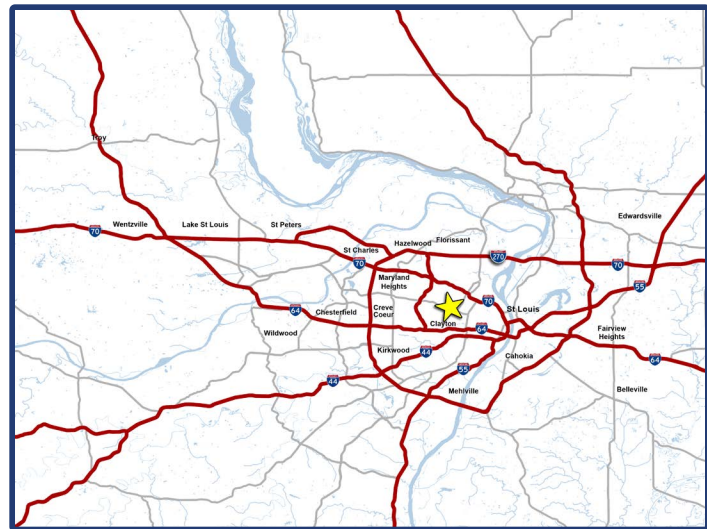 Troy
Edwardsville
Wentzville
Lake St Louis
St Peters
70
St Charles
Hazelwood
Florissant
270
70
70
Maryland
Heights
55
64
Chesterfield
Creve
Coeur
70
St Louis
Wildwood
Clayton
64
Fairview
Heights
Kirkwood
44
Cahokia
64
44
55
Mehlville
Belleville